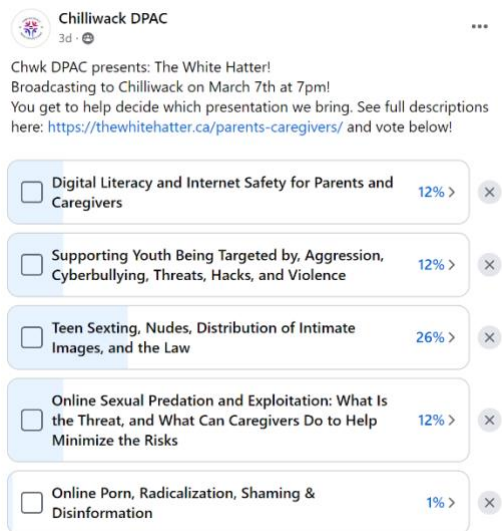 Chilliwack DPAC
3d ·
Chwk DPAC presents: The White Hatter!
Broadcasting to Chilliwack on March 7th at 7pm!
You get to help decide which presentation we bring. See full descriptions
here: https://thewhitehatter.ca/parents-caregivers/ and vote below!
Digital Literacy and Internet Safety for Parents and
Caregivers
12%
Supporting Youth Being Targeted by, Aggression,
Cyberbullying, Threats, Hacks, and Violence
12%
Teen Sexting, Nudes, Distribution of Intimate
Images, and the Law
26%
Online Sexual Predation and Exploitation: What Is
the Threat, and What Can Caregivers Do to Help
Minimize the Risks
12%
Online Porn, Radicalization, Shaming &
Disinformation
1%